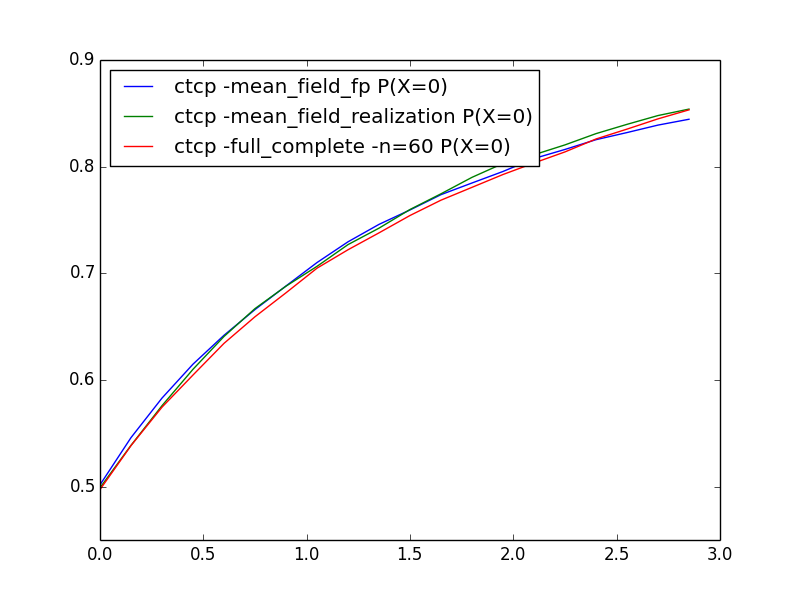 0.9
ctcp -mean_field_fp P(X=0)
ctcp -mean_field_realization P(X=0)
ctcp -full_complete -n=60 P(X=0)
0.8
0.7
0.6
0.5
0.0 0.5 1.0 1.5 2.0 2.5 3.0